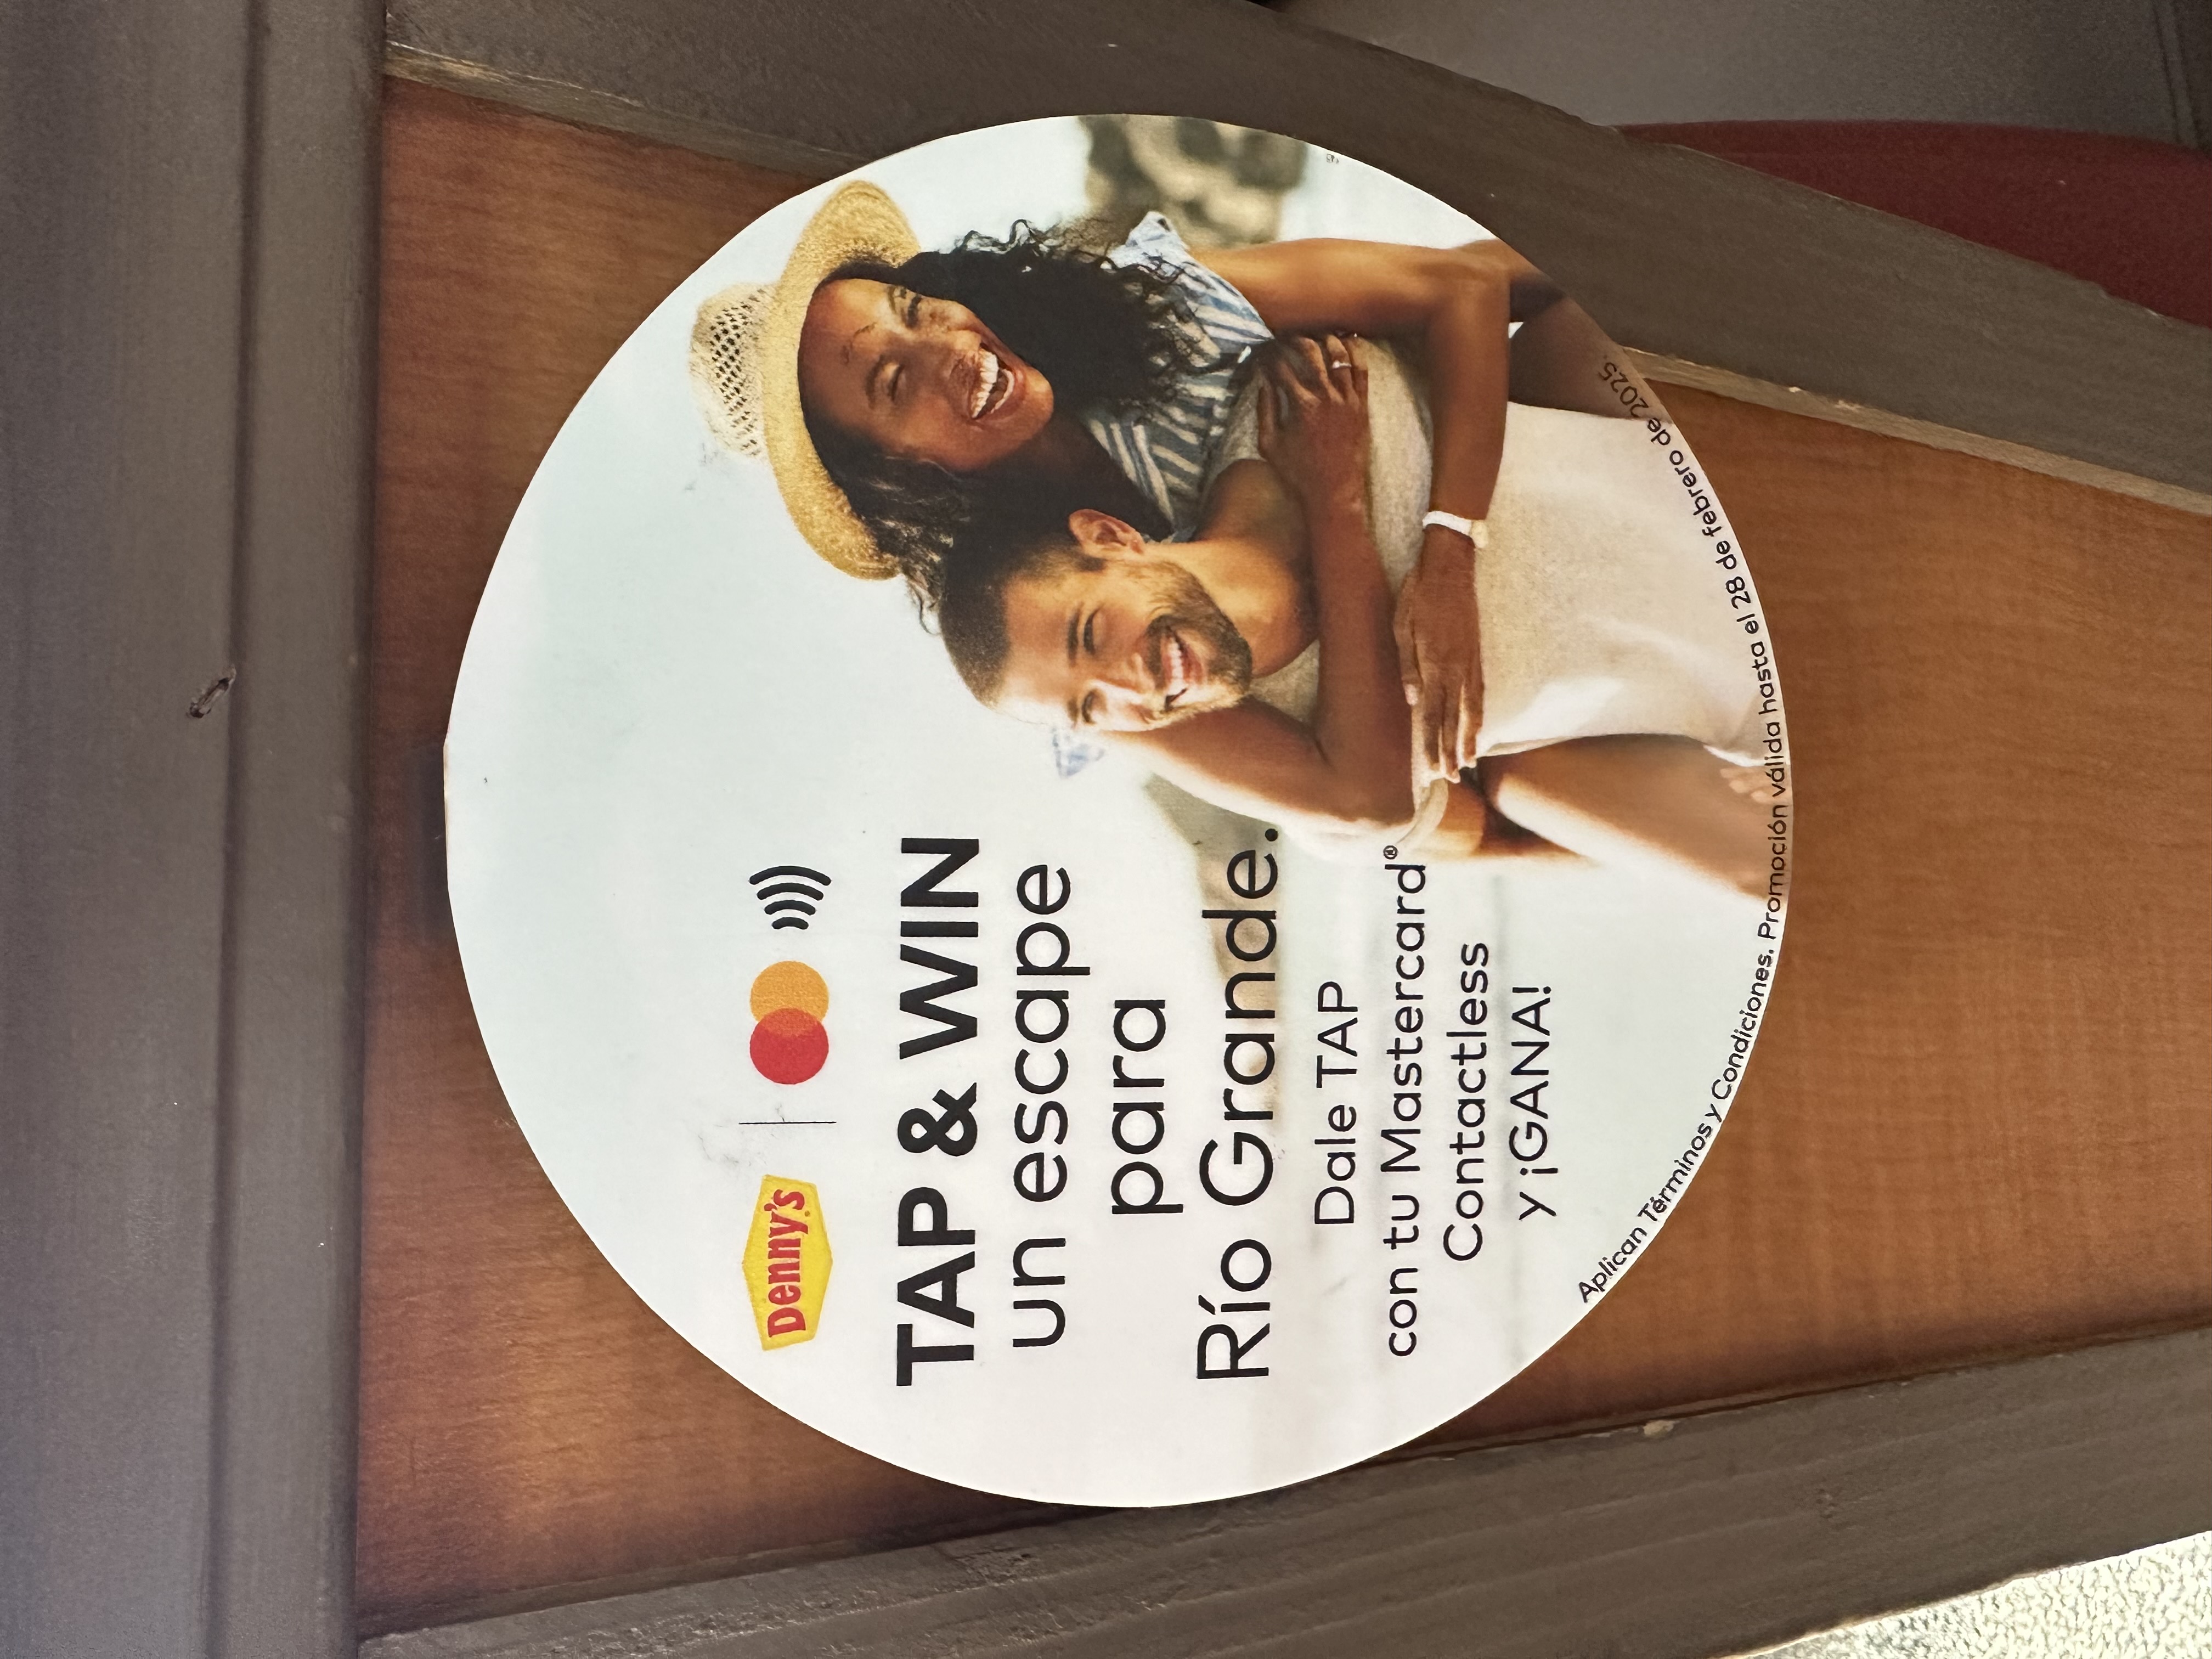 Denny's
TAP & WIN
un escape
para
Río Grande.
Dale TAP
con tu Mastercard®
Contactless
y ¡GANA!
Aplican Términos y Condiciones. Promoción válida hasta el 28 de febrero de 2025.